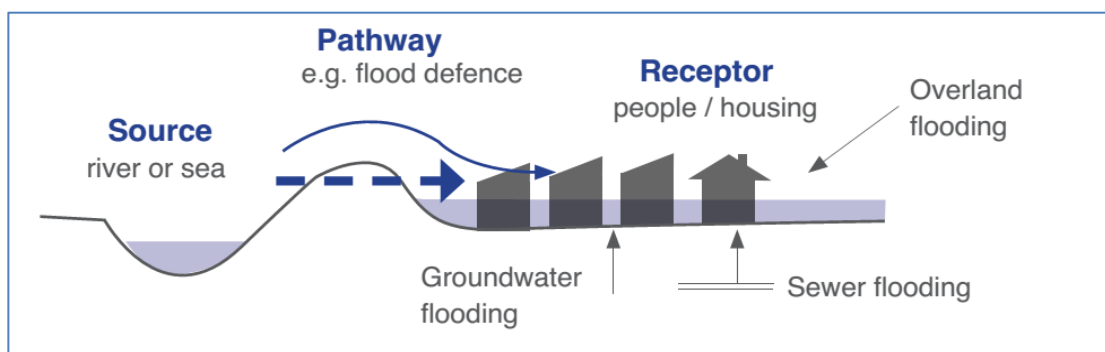 Pathway
e.g. flood defence
Source
river or sea
Receptor
people / housing
Overland
flooding
Groundwater
flooding
Sewer flooding